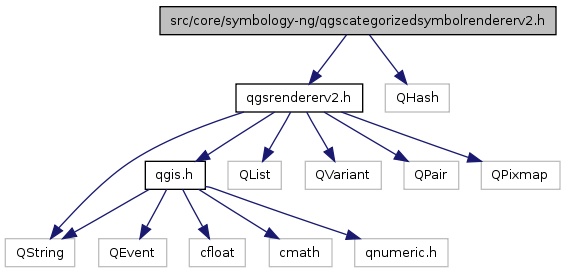 src/core/symbology-ng/qgscategorizedsymbolrendererv2.h
qgsrendererv2.h
QHash
qgis.h
QList
QVariant
QPair
QPixmap
QString
QEvent
cfloat
cmath
qnumeric.h